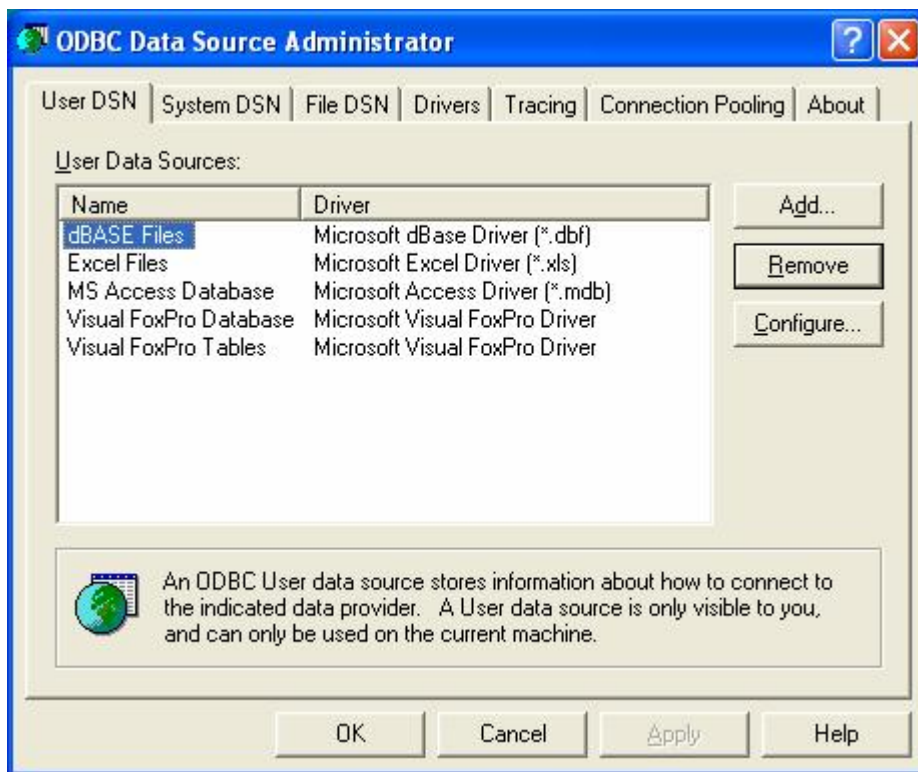 ODBC Data Source Administrator
User DSN System DSN File DSN Drivers Tracing Connection Pooling About
User Data Sources:
Name Driver
dBASE Files Microsoft dBase Driver (*.dbf)
Excel Files Microsoft Excel Driver (*.xls)
MS Access Database Microsoft Access Driver (*.mdb)
Visual FoxPro Database Microsoft Visual FoxPro Driver
Visual FoxPro Tables Microsoft Visual FoxPro Driver
Add...
Remove
Configure...
An ODBC User data source stores information about how to connect to
the indicated data provider. A User data source is only visible to you,
and can only be used on the current machine.
OK Cancel Apply Help